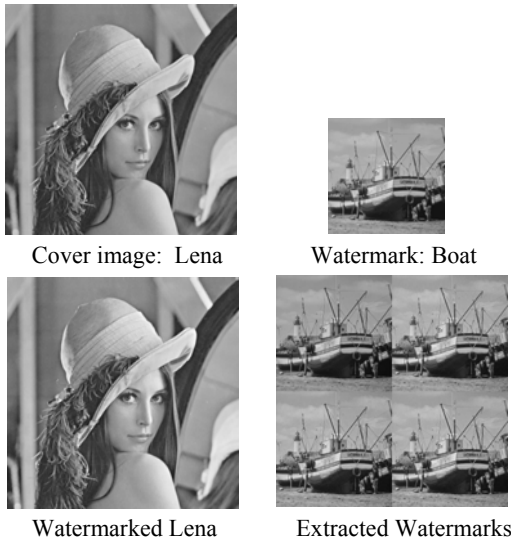 Cover image: Lena
Watermark: Boat
Watermarked Lena
Extracted Watermarks